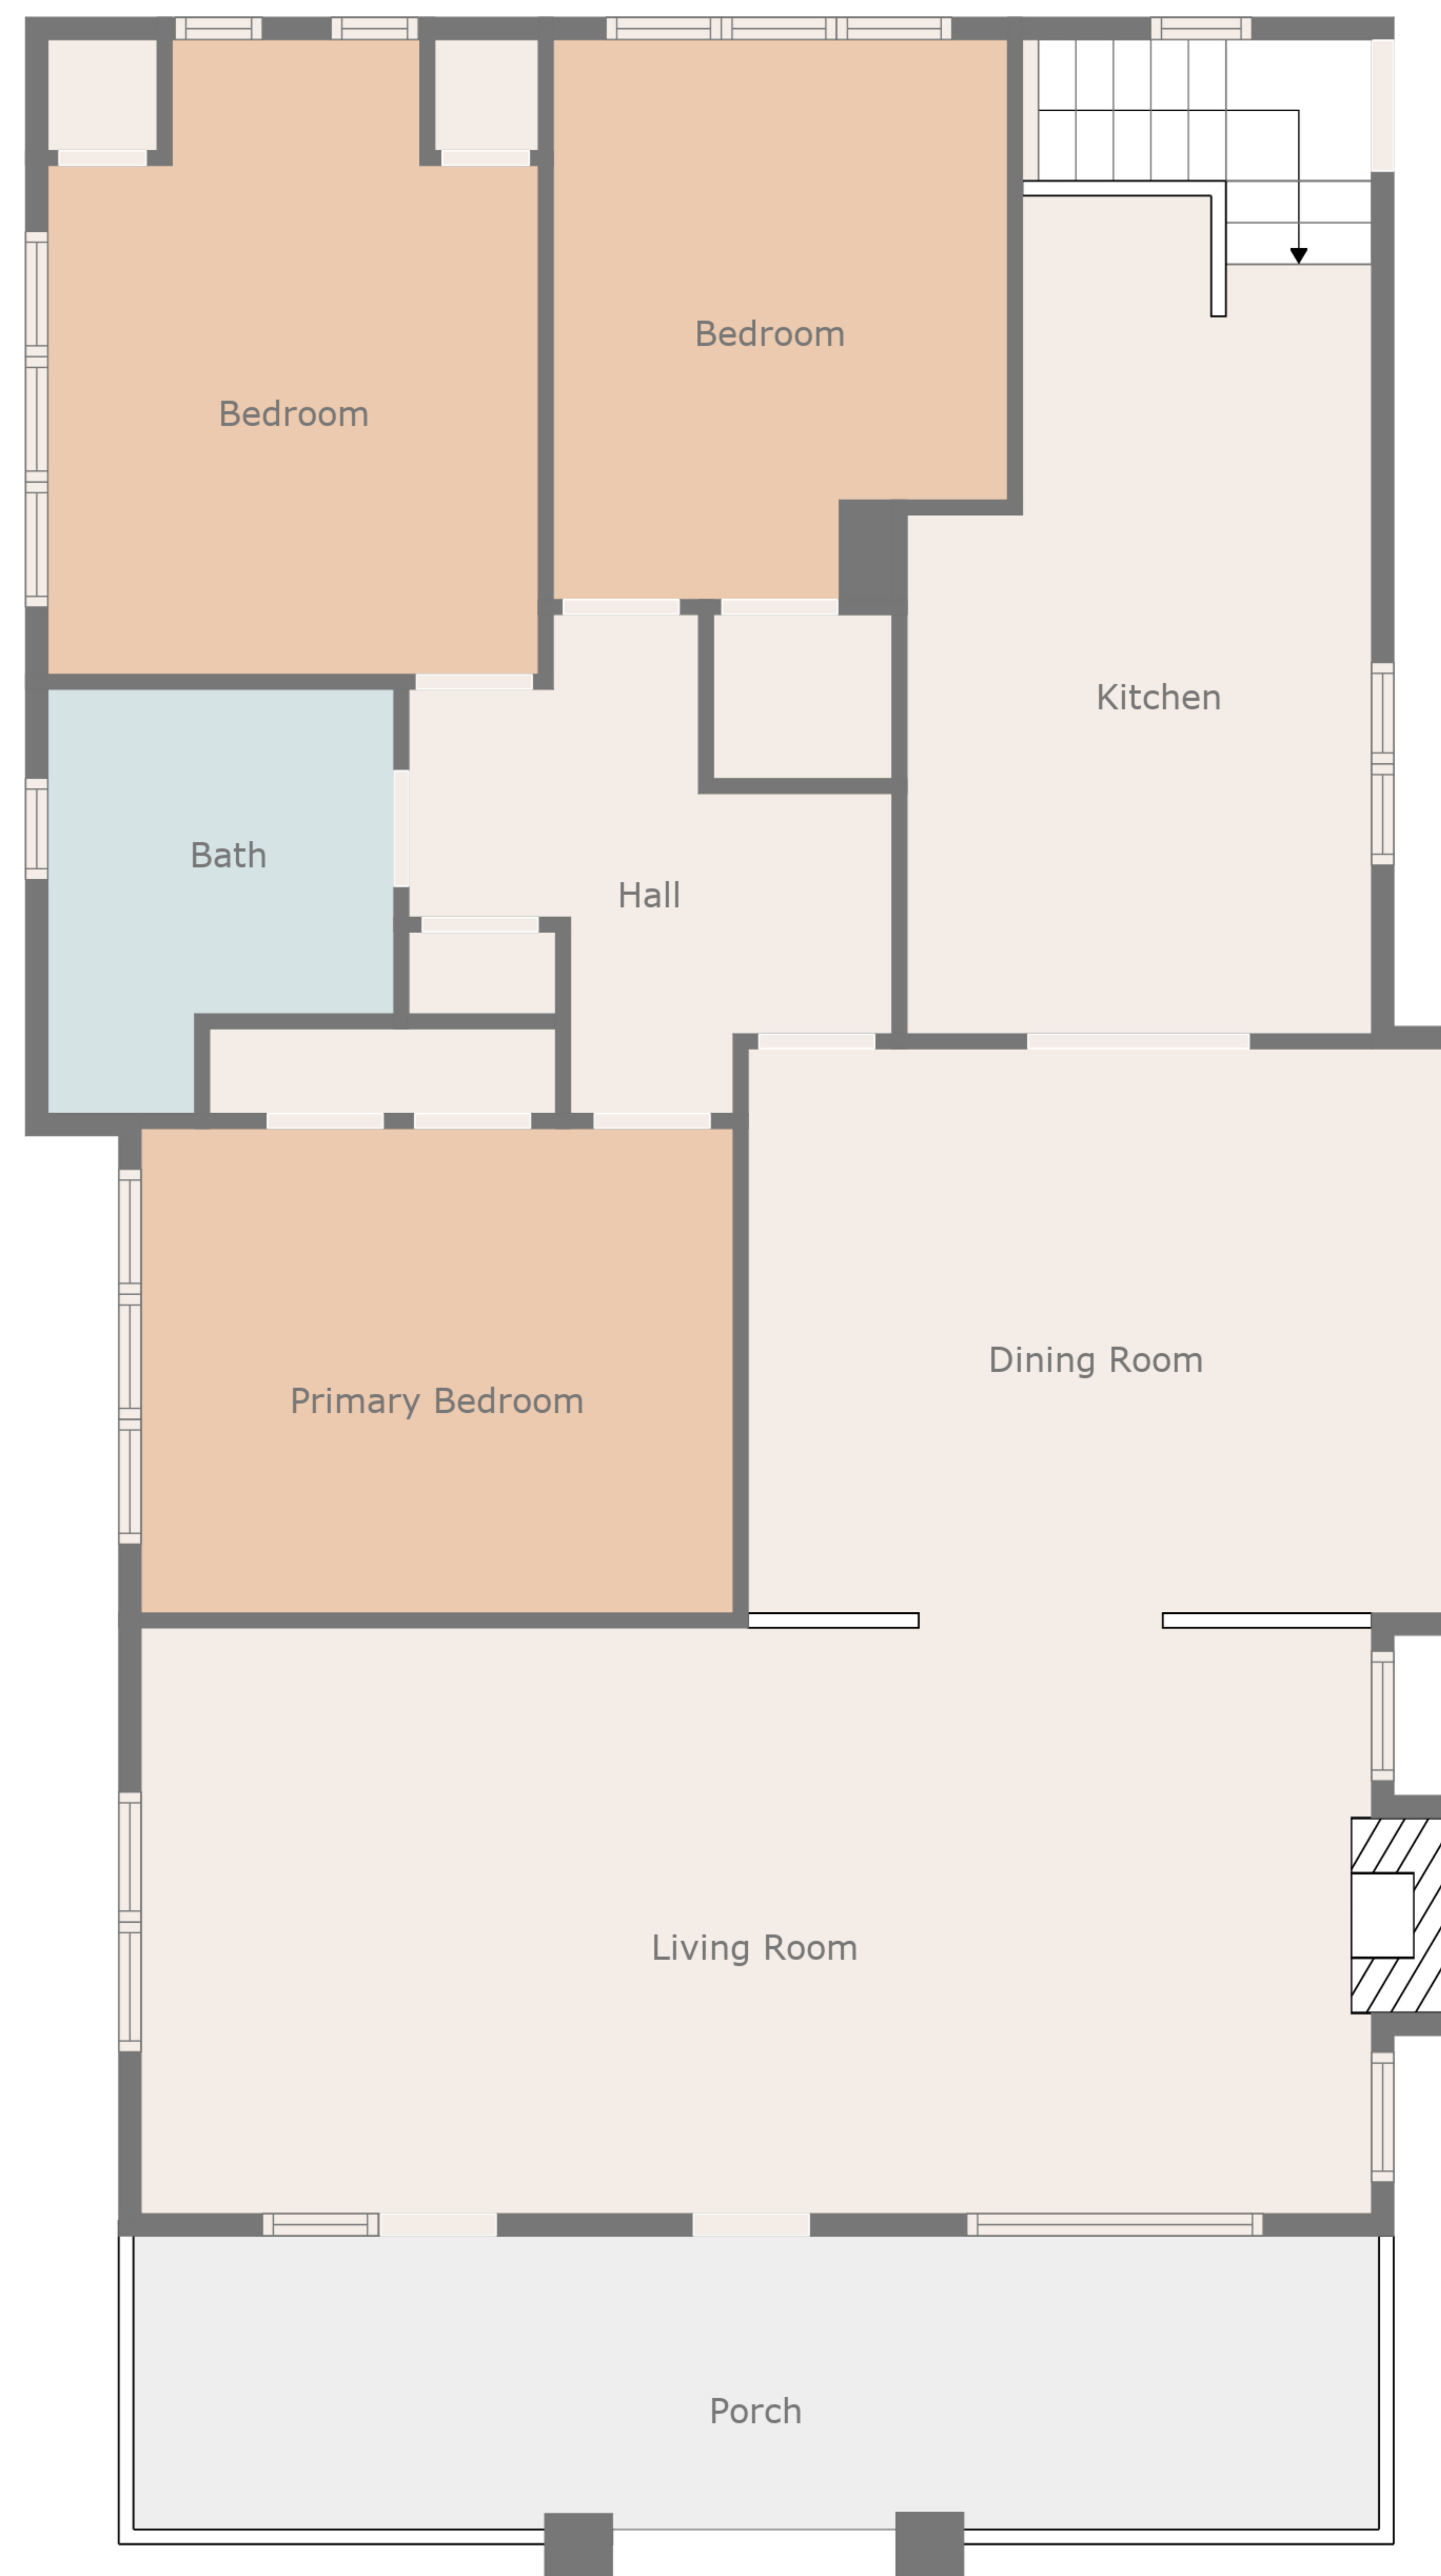 Bedroom
Bedroom
Kitchen
Bath
Hall
Dining Room
Primary Bedroom
Living Room
Porch